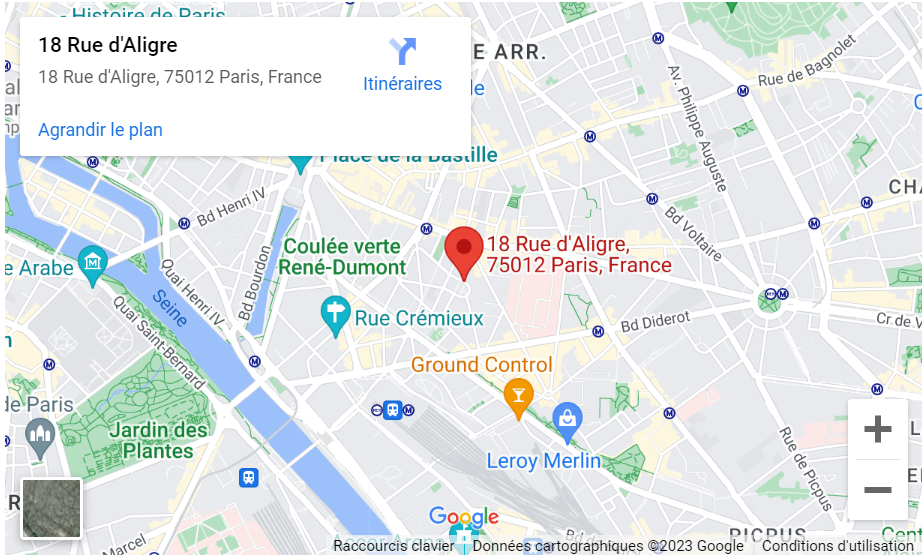 Histoire de Paris
18 Rue d'Aligre
18 Rue d'Aligre, 75012 Paris, France
Itinéraires
Agrandir le plan
E ARR.
de
Rue de Bagnolet
Av. Philippe Auguste
Place de la Bastille
CHA
Bd Henri IV
Bd Voltaire
Coulée verte
René-Dumont
18 Rue d'Aligre,
75012 Paris, France
e Arabe
Bd Bourdon
Quai Henri IV
Seine
Quai Saint-Bernard
Rue Crémieux
Bd Diderot
Cr de V
Ground Control
de Paris
Jardin des
Plantes
Leroy Merlin
Rue de Picpus
Marcel
Accor Arena
PICPUS
Cen
Google
Raccourcis clavier
Données cartographiques ©2023 Google
Conditions d'utilisation